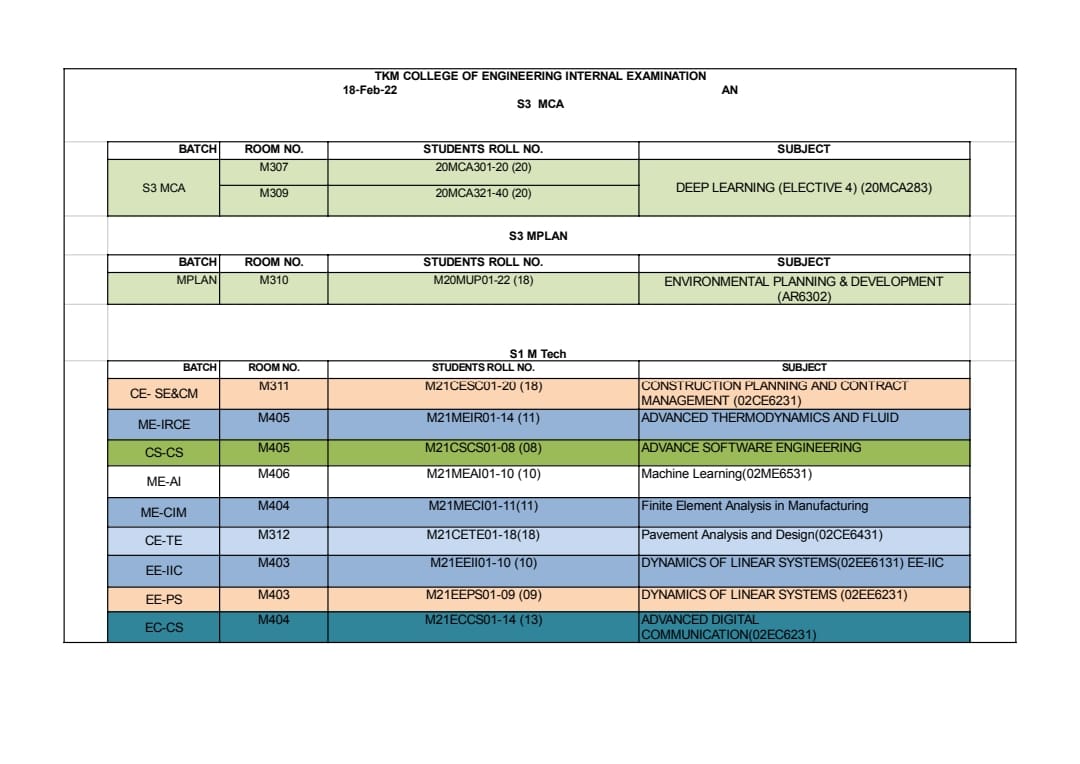 TKM COLLEGE OF ENGINEERING INTERNAL EXAMINATION
18-Feb-22 AN
S3 MCA
BATCH ROOM NO. STUDENTS ROLL NO. SUBJECT
S3 MCA M307 20MCA301-20 (20) DEEP LEARNING (ELECTIVE 4) (20MCA283)
M309 20MCA321-40 (20)
S3 MPLAN
BATCH ROOM NO. STUDENTS ROLL NO. SUBJECT
MPLAN M310 M20MUP01-22 (18) ENVIRONMENTAL PLANNING & DEVELOPMENT
(AR6302)
S1 M Tech
BATCH ROOM NO. STUDENTS ROLL NO. SUBJECT
CE- SE&CM M311 M21CESC01-20 (18) CONSTRUCTION PLANNING AND CONTRACT
MANAGEMENT (02CE6231)
ME-IRCE M405 M21MEIR01-14 (11) ADVANCED THERMODYNAMICS AND FLUID
CS-CS M405 M21CSCS01-08 (08) ADVANCE SOFTWARE ENGINEERING
ME-AI M406 M21MEAI01-10 (10) Machine Learning(02ME6531)
ME-CIM M404 M21MECI01-11(11) Finite Element Analysis in Manufacturing
CE-TE M312 M21CETE01-18(18) Pavement Analysis and Design(02CE6431)
EE-IIC M403 M21EEII01-10 (10) DYNAMICS OF LINEAR SYSTEMS(02EE6131) EE-IIC
EE-PS M403 M21EEPS01-09 (09) DYNAMICS OF LINEAR SYSTEMS (02EE6231)
EC-CS M404 M21ECCS01-14 (13) ADVANCED DIGITAL
COMMUNICATION(02EC6231)